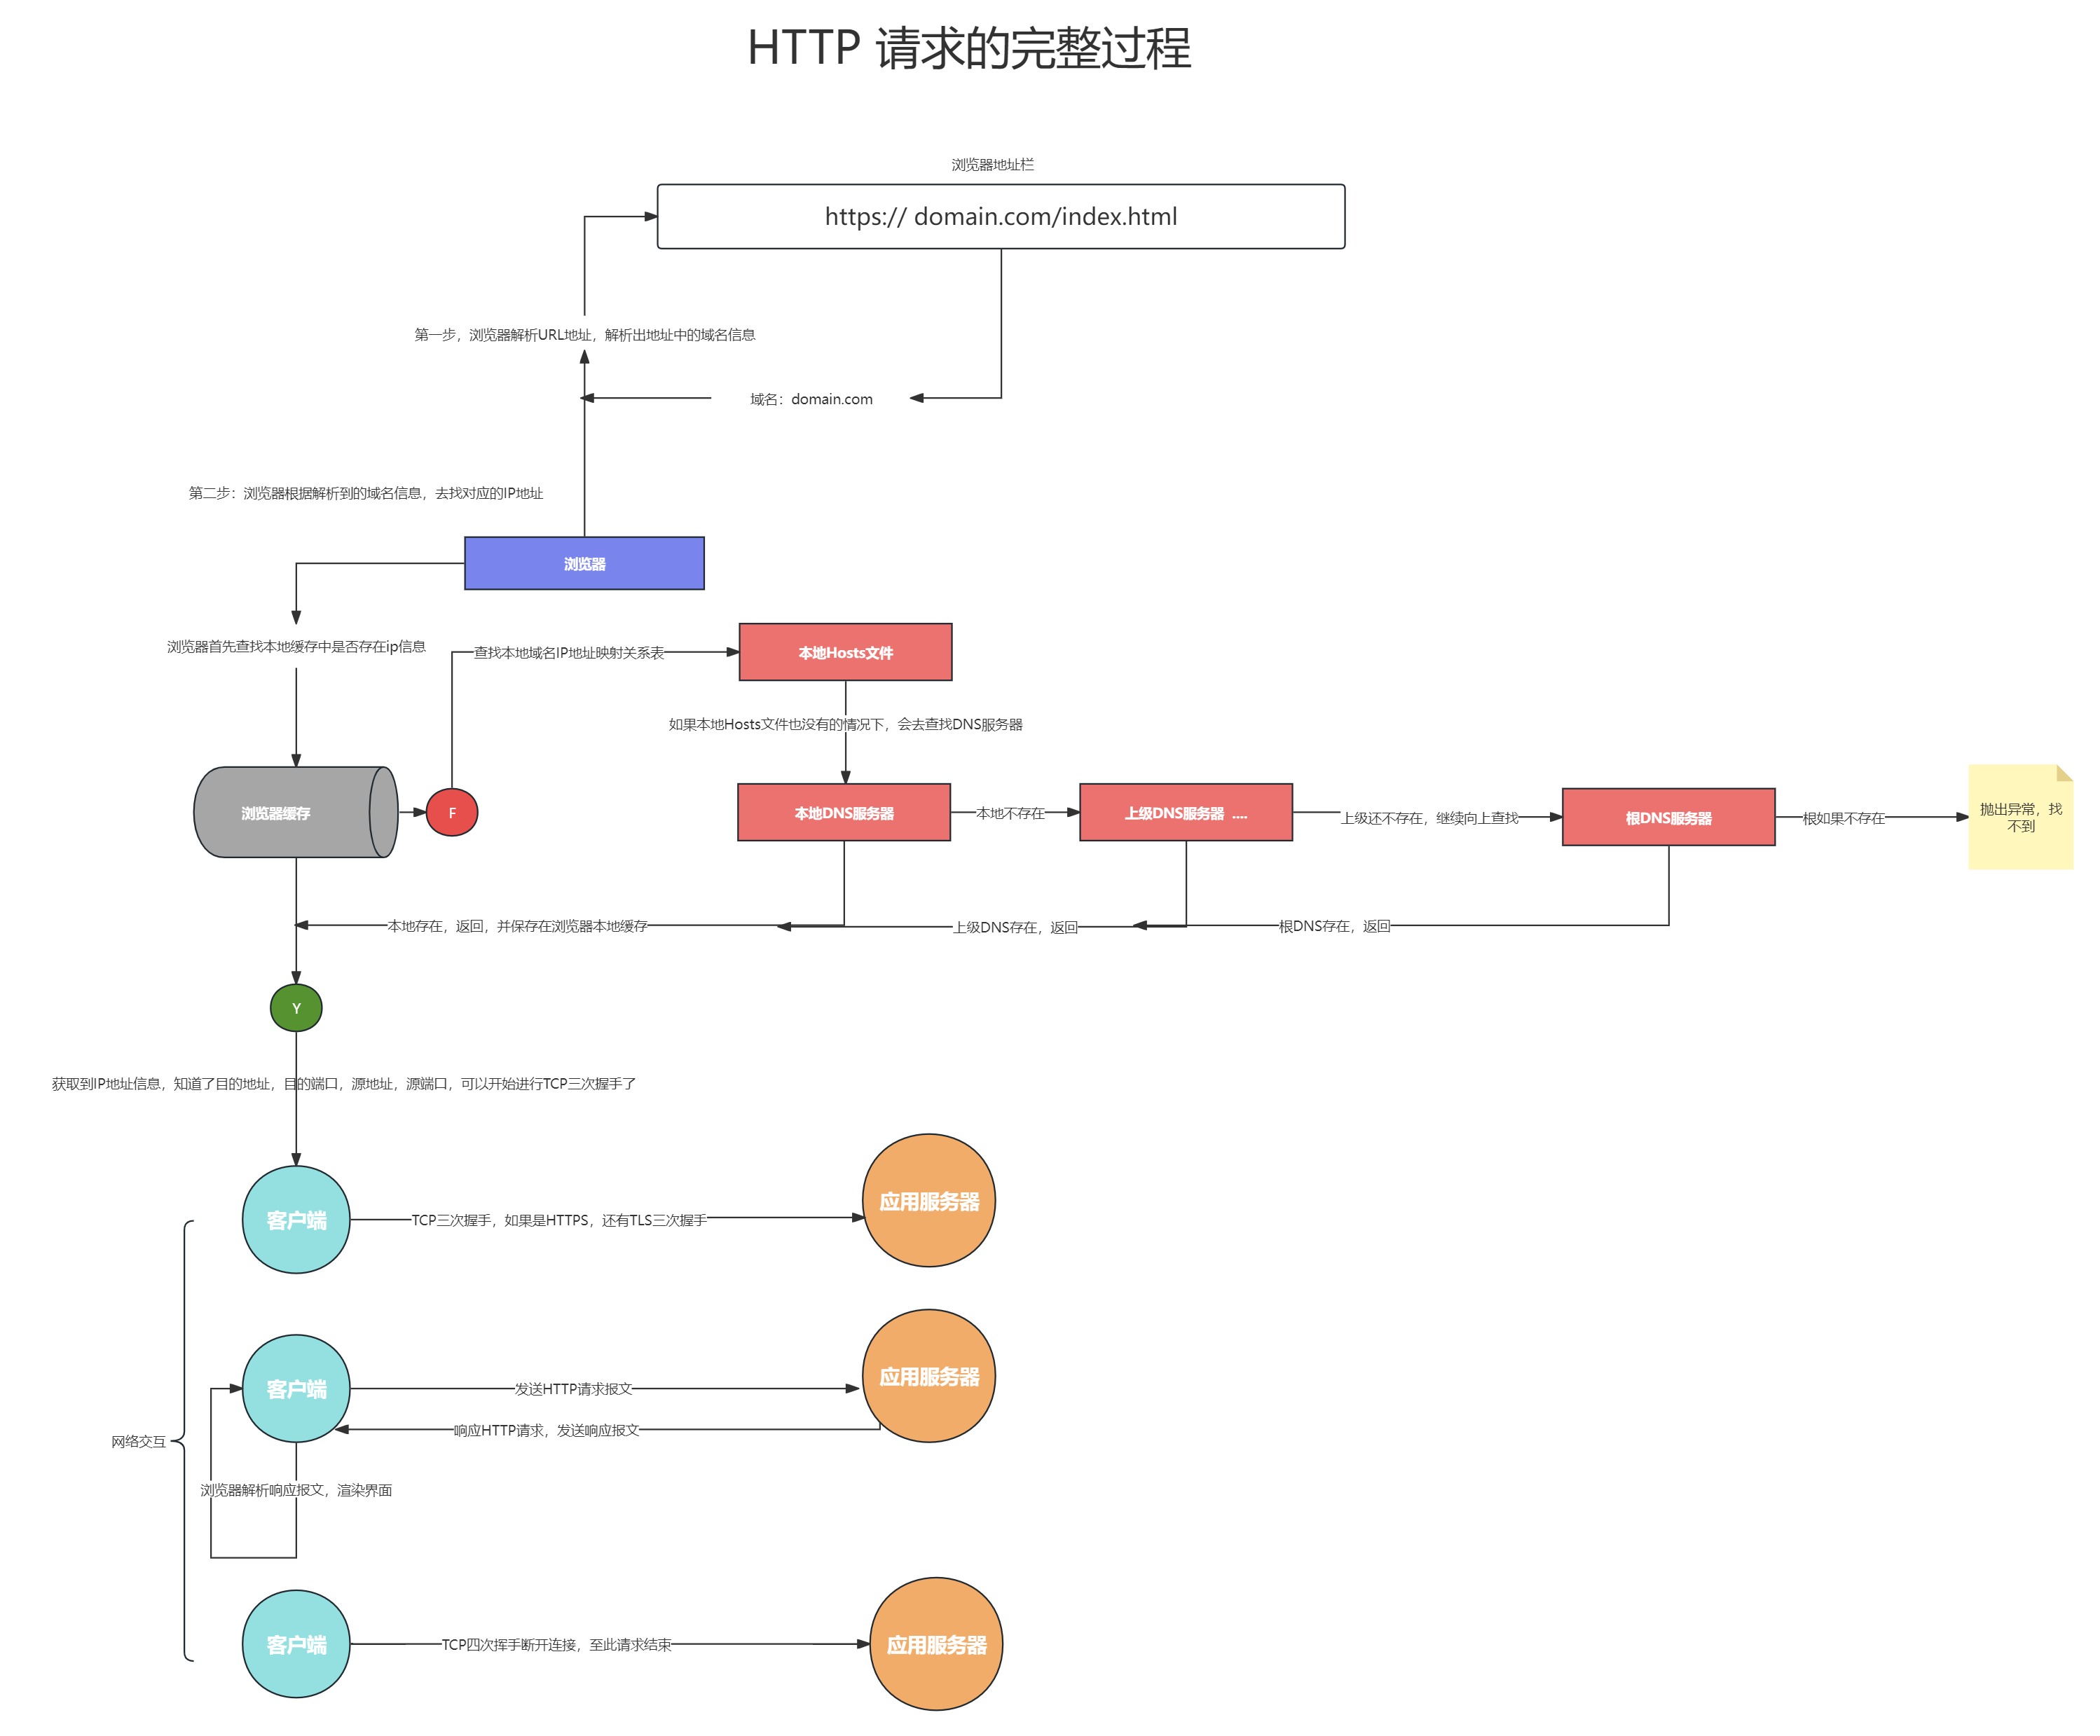 HTTP 请求的完整过程
浏览器地址栏
https:// domain.com/index.html
第一步，浏览器解析URL地址，解析出地址中的域名信息
域名：domain.com
第二步：浏览器根据解析到的域名信息，去找对应的IP地址
浏览器
浏览器首先查找本地缓存中是否存在ip信息
查找本地域名IP地址映射关系表
本地Hosts文件
如果本地Hosts文件也没有的情况下，会去查找DNS服务器
浏览器缓存
F
本地DNS服务器
本地不存在
上级DNS服务器 ....
上级还不存在，继续向上查找
根DNS服务器
根如果不存在
抛出异常，找
不到
本地存在，返回，并保存在浏览器本地缓存
上级DNS存在，返回
根DNS存在，返回
Y
获取到IP地址信息，知道了目的地址，目的端口，源地址，源端口，可以开始进行TCP三次握手了
客户端
TCP三次握手，如果是HTTPS，还有TLS三次握手
应用服务器
客户端
发送HTTP请求报文
应用服务器
响应HTTP请求，发送响应报文
网络交互
浏览器解析响应报文，渲染界面
客户端
TCP四次挥手断开连接，至此请求结束
应用服务器